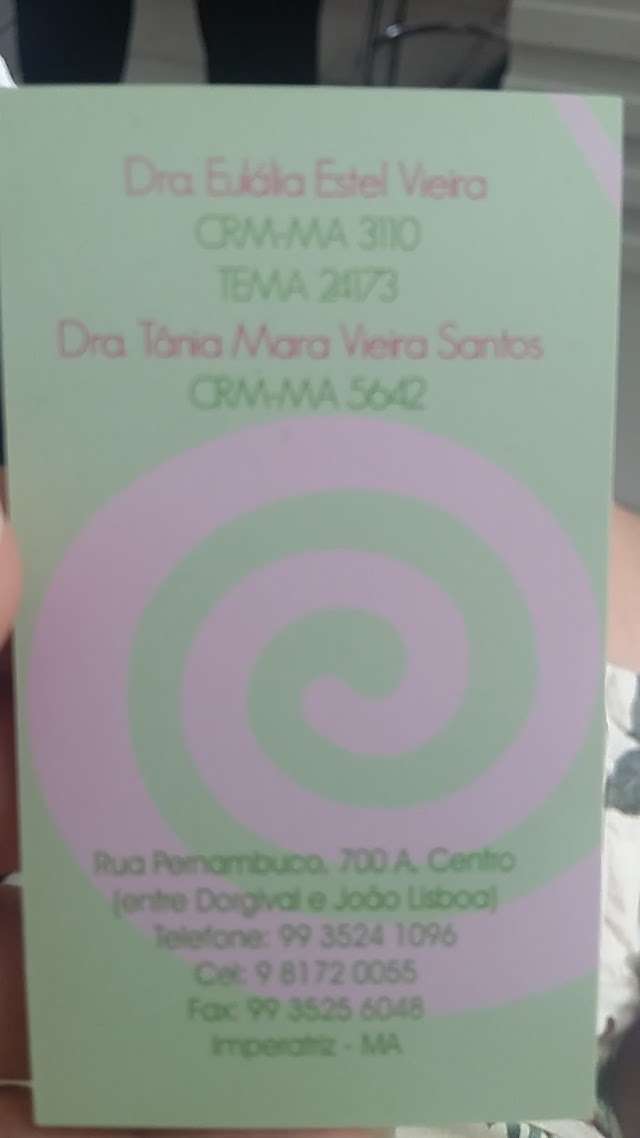 Dra. Eulália Estel Vieira
CRM-MA 3110
TEMA 24173
Dra. Tânia Mara Vieira Santos
CRM-MA 5642
Rua Pernambuco, 700 A, Centro
(entre Dorgival e João Lisboa)
Telefone: 99 3524 1096
Cel: 9 8172 0055
Fax: 99 3525 6048
Imperatriz - MA